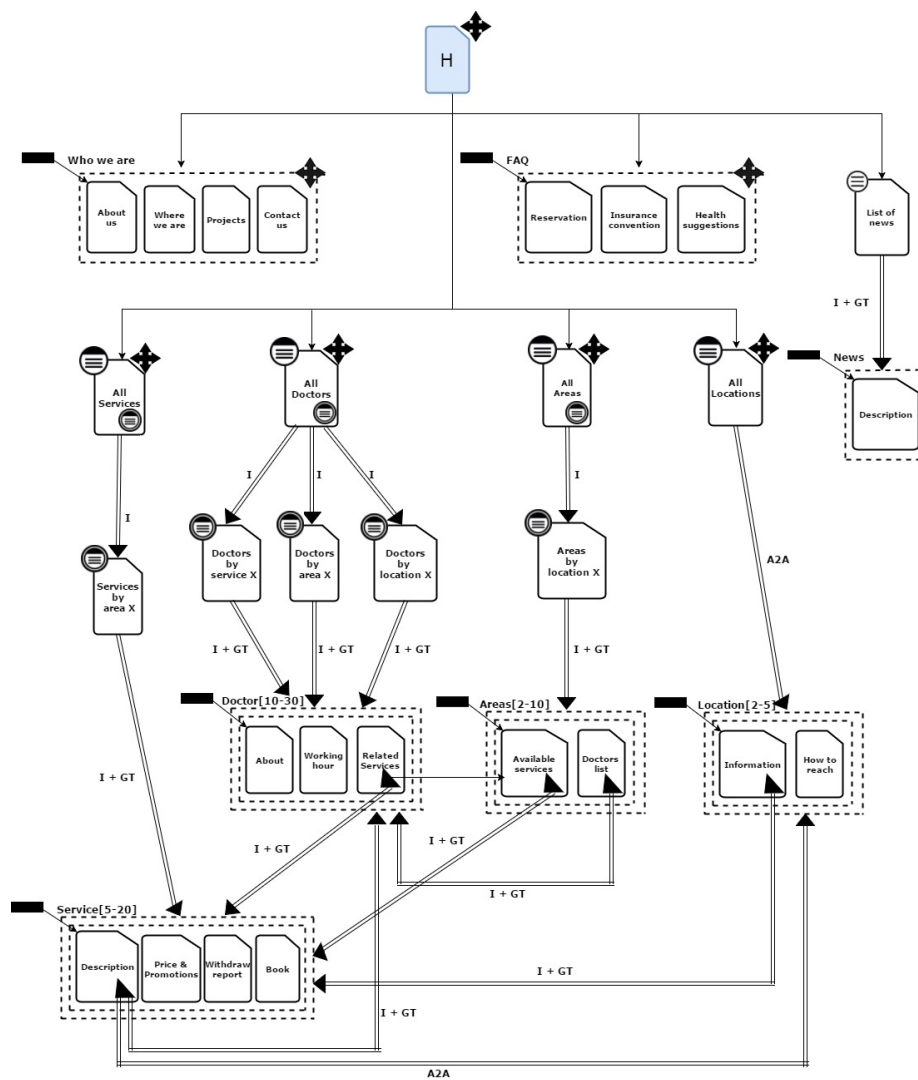 H
Who we are
About
us
Where
we are
Projects
Contact
us
FAQ
Reservation
Insurance
convention
Health
suggestions
List of
news
I + GT
News
Description
All
Services
All
Doctors
All
Areas
All
Locations
I
I
I
I
I
Services
by
area X
Doctors
by
service X
Doctors
by
area X
Doctors
by
location X
Areas
by
location X
A2A
I + GT
I + GT
I + GT
I + GT
I + GT
Doctor[10-30]
About
Working
hour
Related
Services
Areas[2-10]
Available
services
Doctors
list
Location[2-5]
Information
How to
reach
I + GT
I + GT
I + GT
Service[5-20]
Description
Price &
Promotions
Withdraw
report
Book
I + GT
I + GT
A2A